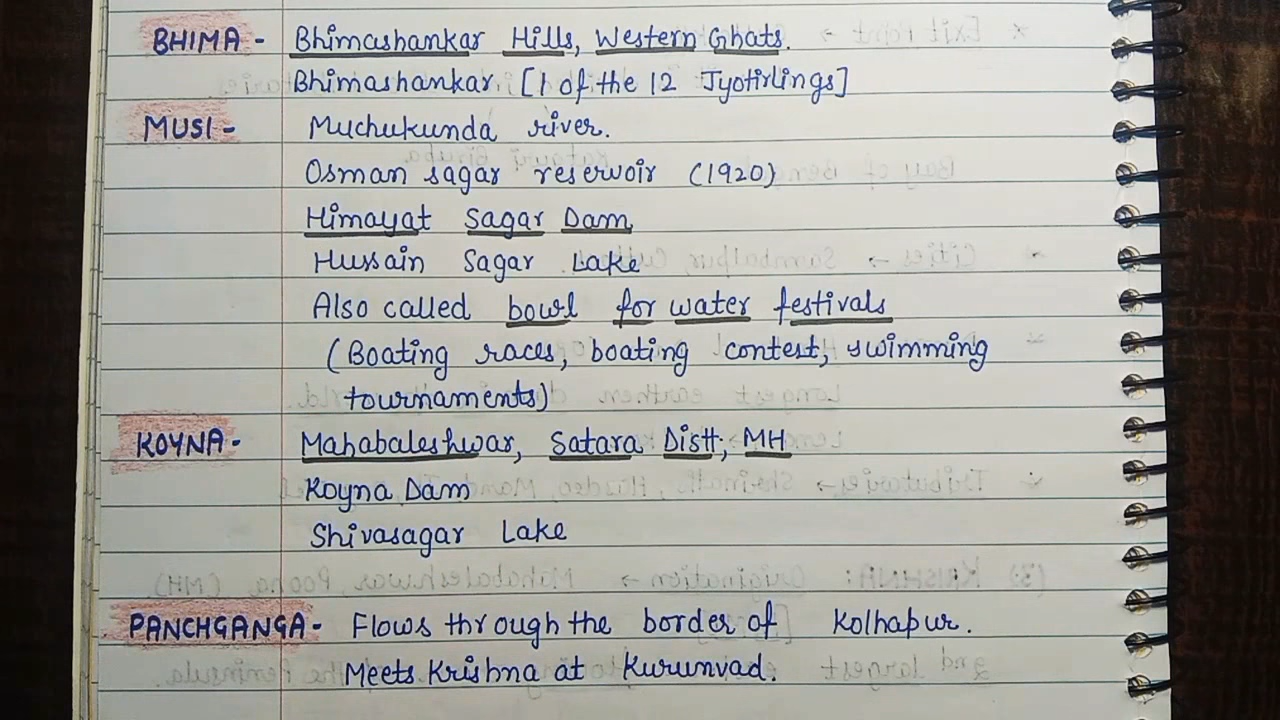 BHIMA - Bhimashankar Hills, Western Ghats.
Bhimashankar [1 of the 12 Jyotirlings]
MUSI - Muchukunda river.
Osman sagar reservoir (1920)
Himayat Sagar Dam
Hussain Sagar Lake
Also called bowl for water festivals
(Boating races, boating contest, swimming
tournaments)
KOYNA - Mahabaleshwar, Satara Distt, MH
Koyna Dam
Shivasagar Lake
PANCHGANGA - Flows through the border of Kolhapur.
Meets Krishna at Kurunvad.